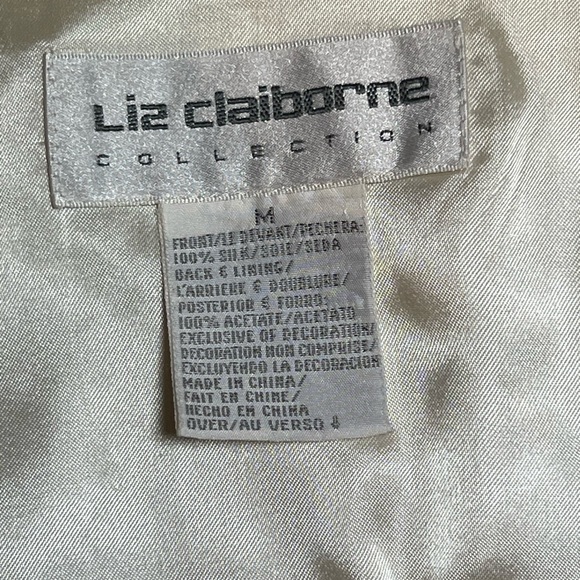 Liz claiborne
COLLECTION
M
FRONT/LE DEVANT/PECHERA:
100% SILK/SOIE/SEDA
BACK & LINING/
L'ARRIERE & DOUBLURE/
POSTERIOR & FORRO:
100% ACETATE/ACETATO
EXCLUSIVE OF DECORATION/
DECORATION NON COMPRISE/
EXCLUYENDO LA DECORACION
MADE IN CHINA/
FAIT EN CHINE/
HECHO EN CHINA
OVER/AU VERSO ⇓